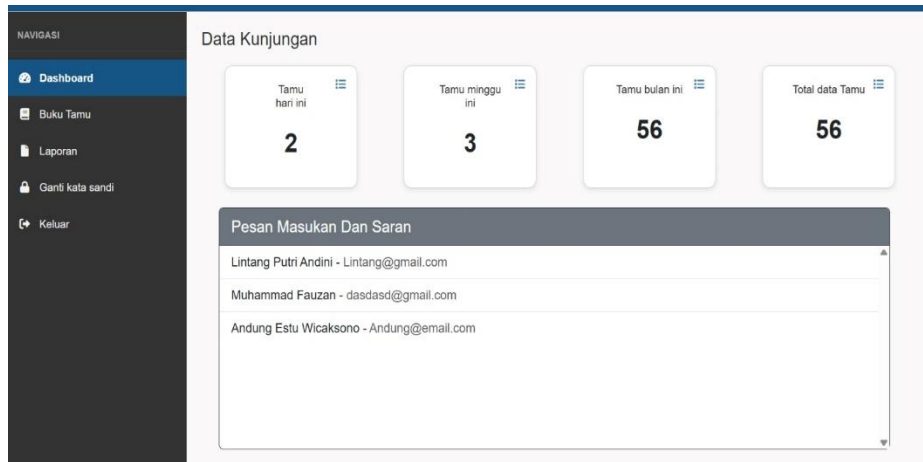 NAVIGASI
Dashboard
Buku Tamu
Laporan
Ganti kata sandi
Keluar
Data Kunjungan
Tamu
hari ini
2
Tamu minggu
ini
3
Tamu bulan ini
56
Total data Tamu
56
Pesan Masukan Dan Saran
Lintang Putri Andini - Lintang@gmail.com
Muhammad Fauzan - dasdasd@gmail.com
Andung Estu Wicaksono - Andung@email.com